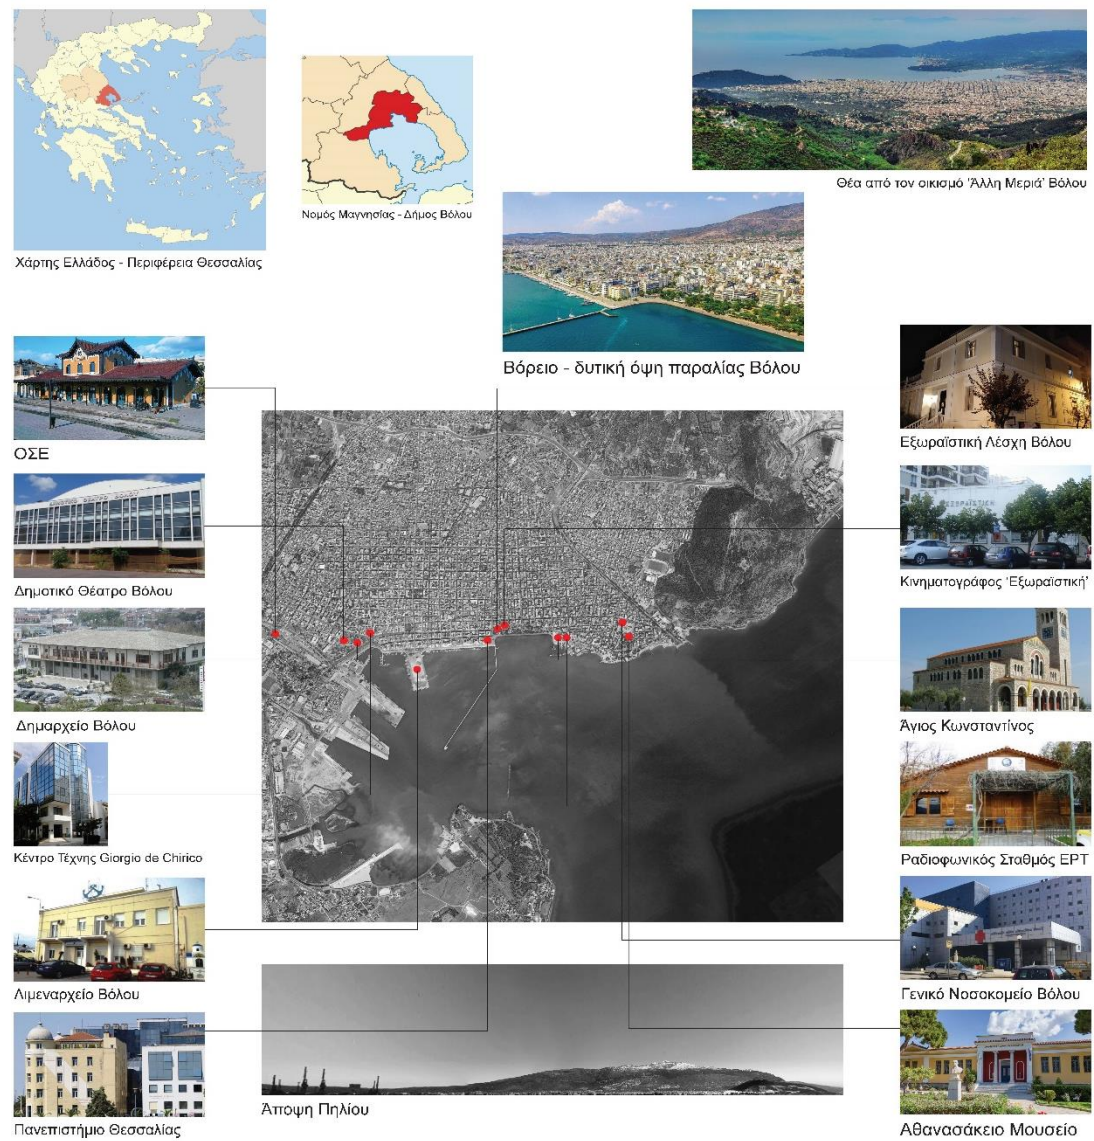 Χάρτης Ελλάδος - Περιφέρεια Θεσσαλίας
Νομός Μαγνησίας - Δήμος Βόλου
Θέα από τον οικισμό 'Άλλη Μεριά' Βόλου
Βόρειο - δυτική όψη παραλίας Βόλου
ΟΣΕ
Δημοτικό Θέατρο Βόλου
Δημαρχείο Βόλου
Κέντρο Τέχνης Giorgio de Chirico
Λιμεναρχείο Βόλου
Πανεπιστήμιο Θεσσαλίας
Άποψη Πηλίου
Εξωραϊστική Λέσχη Βόλου
Κινηματογράφος 'Εξωραϊστική'
Άγιος Κωνσταντίνος
Ραδιοφωνικός Σταθμός ΕΡΤ
Γενικό Νοσοκομείο Βόλου
Αθανασάκειο Μουσείο